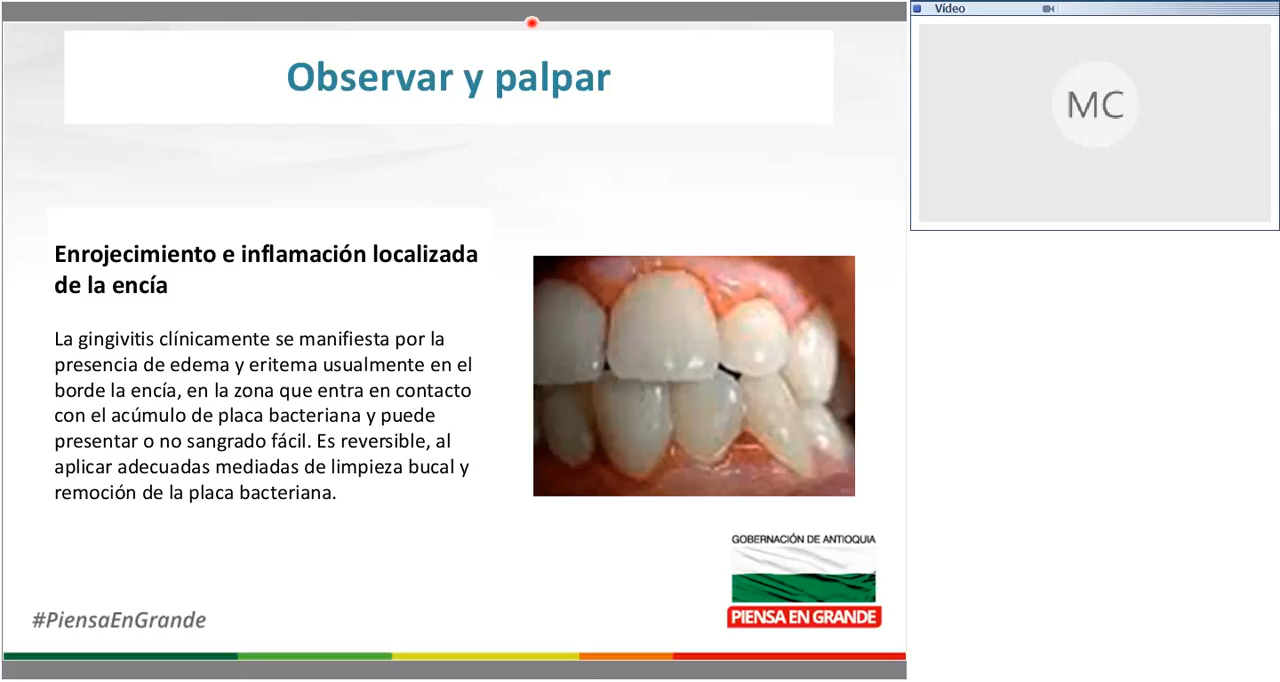 Observar y palpar
Vídeo
MC
Enrojecimiento e inflamación localizada
de la encía
La gingivitis clínicamente se manifiesta por la
presencia de edema y eritema usualmente en el
borde la encía, en la zona que entra en contacto
con el acúmulo de placa bacteriana y puede
presentar o no sangrado fácil. Es reversible, al
aplicar adecuadas mediadas de limpieza bucal y
remoción de la placa bacteriana.
GOBERNACIÓN DE ANTIOQUIA
PIENSA EN GRANDE
#PiensaEnGrande